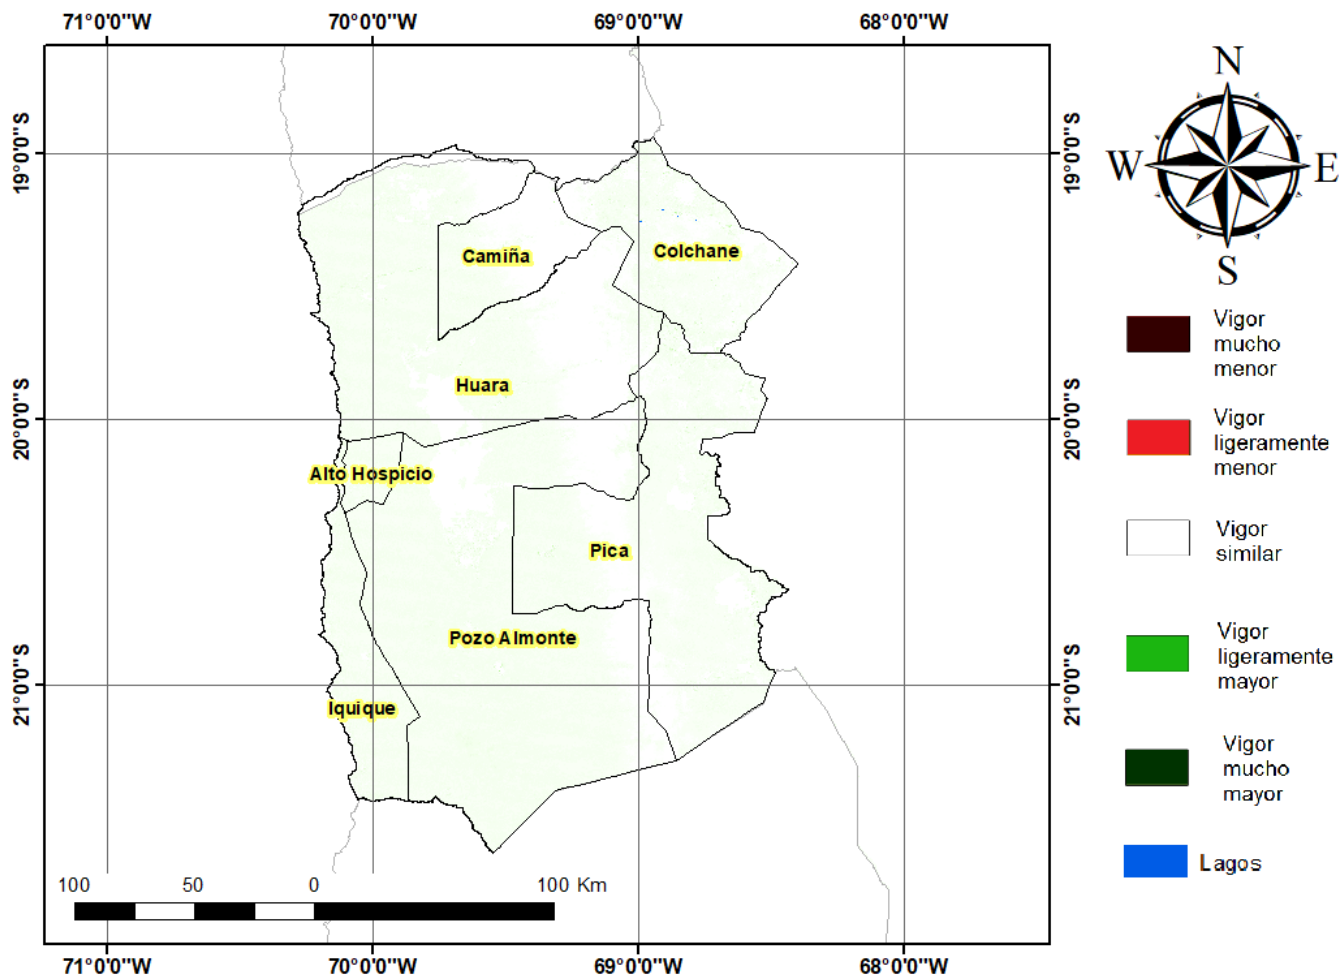 71°0'0"W 70°0'0"W 69°0'0"W 68°0'0"W
N
W E
S
19°0'0"S 19°0'0"S
20°0'0"S 20°0'0"S
21°0'0"S 21°0'0"S
Camiña
Colchane
Huara
Alto Hospicio
Pica
Pozo Almonte
Iquique
Vigor
mucho
menor
Vigor
ligeramente
menor
Vigor
similar
Vigor
ligeramente
mayor
Vigor
mucho
mayor
Lagos
100 50 0 100 Km
71°0'0"W 70°0'0"W 69°0'0"W 68°0'0"W